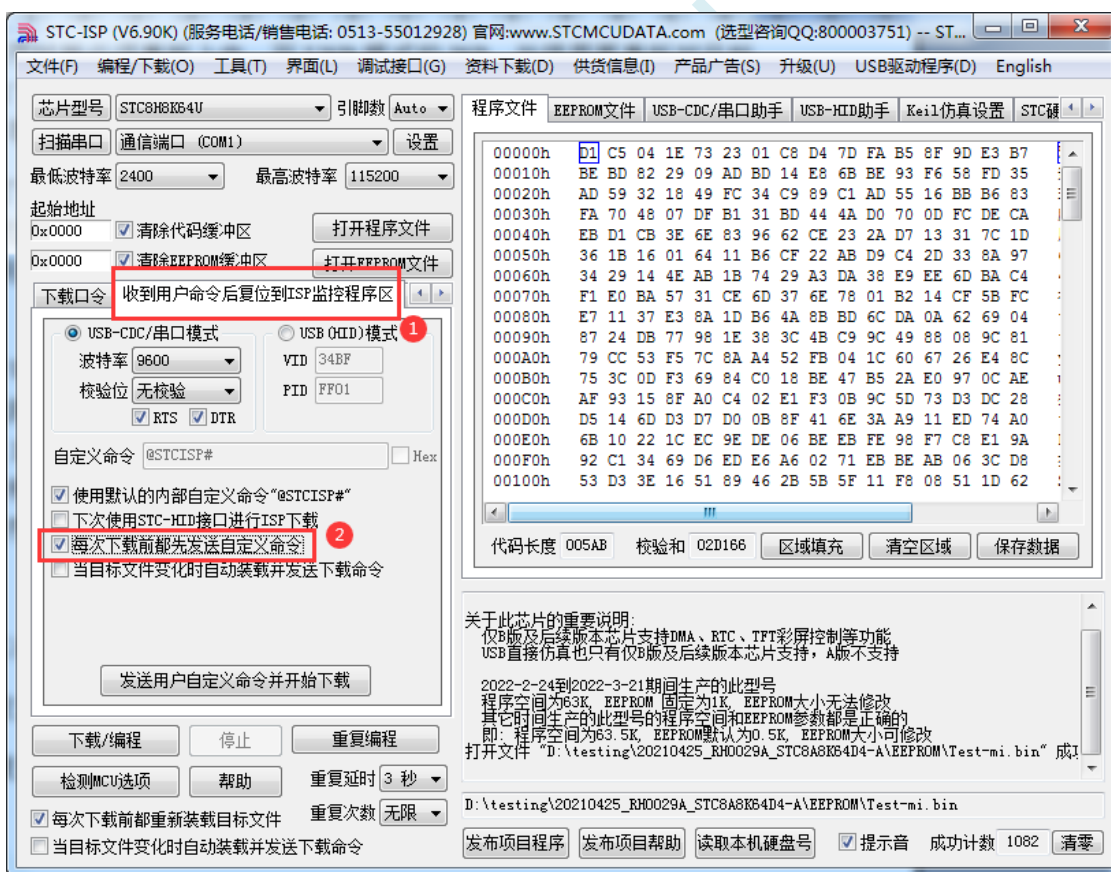 STC-ISP (V6.90K) (服务电话/销售电话: 0513-55012928) 官网:www.STCMCUDATA.com (选型咨询QQ:800003751) -- ST...
文件(F) 编程/下载(O) 工具(T) 界面(L) 调试接口(G) 资料下载(D) 供货信息(I) 产品广告(S) 升级(U) USB驱动程序(D) English
芯片型号 STC8H8K64U 引脚数 Auto
扫描串口 通信端口 (COM1) 设置
最低波特率 2400 最高波特率 115200
起始地址
0x0000 清除代码缓冲区 打开程序文件
0x0000 清除EEPROM缓冲区 打开EEPROM文件
下载口令 收到用户命令后复位到ISP监控程序区
1
USB-CDC/串口模式 USB(HID)模式
波特率 9600 VID 34BF
校验位 无校验 PID FF01
RTS DTR
自定义命令 @STCISP# Hex
使用默认的内部自定义命令"@STCISP#"
下次使用STC-HID接口进行ISP下载
每次下载前都先发送自定义命令
2
当目标文件变化时自动装载并发送下载命令
发送用户自定义命令并开始下载
下载/编程 停止 重复编程
检测MCU选项 帮助 重复延时 3 秒
每次下载前都重新装载目标文件 重复次数 无限
当目标文件变化时自动装载并发送下载命令
程序文件 EEPROM文件 USB-CDC/串口助手 USB-HID助手 Keil仿真设置 STC硬
00000h D1 C5 04 1E 73 23 01 C8 D4 7D FA B5 8F 9D E3 B7
00010h BE BD 82 29 09 AD BD 14 E8 6B BE 93 F6 58 FD 35
00020h AD 59 32 18 49 FC 34 C9 89 C1 AD 55 16 BB B6 83
00030h FA 70 48 07 DF B1 31 BD 44 4A D0 70 0D FC DE CA
00040h EB D1 CB 3E 6E 83 96 62 CE 23 2A D7 13 31 7C 1D
00050h 36 1B 16 01 64 11 B6 CF 22 AB D9 C4 2D 33 8A 97
00060h 34 29 14 4E AB 1B 74 29 A3 DA 38 E9 EE 6D BA C4
00070h F1 E0 BA 57 31 CE 6D 37 6E 78 01 B2 14 CF 5B FC
00080h E7 11 37 E3 8A 1D B6 4A 8B BD 6C DA 0A 62 69 04
00090h 87 24 DB 77 98 1E 38 3C 4B C9 9C 49 88 08 9C 81
000A0h 79 CC 53 F5 7C 8A A4 52 FB 04 1C 60 67 26 E4 8C
000B0h 75 3C 0D F3 69 84 C0 18 BE 47 B5 2A E0 97 0C AE
000C0h AF 93 15 8F A0 C4 02 E1 F3 0B 9C 5D 73 D3 DC 28
000D0h D5 14 6D D3 D7 D0 0B 8F 41 6E 3A A9 11 ED 74 A0
000E0h 6B 10 22 1C EC 9E DE 06 BE EB FE 98 F7 C8 E1 9A
000F0h 92 C1 34 69 D6 ED E6 A6 02 71 EB BE AB 06 3C D8
00100h 53 D3 3E 16 51 89 46 2B 5B 5F 11 F8 08 51 1D 62
代码长度 005AB 校验和 02D166 区域填充 清空区域 保存数据
关于此芯片的重要说明:
仅B版及后续版本芯片支持DMA、RTC、TFT彩屏控制等功能
USB直接仿真也只有仅B版及后续版本芯片支持，A版不支持
2022-2-24到2022-3-21期间生产的此型号
程序空间为63K, EEPROM 固定为1K, EEPROM大小无法修改
其它时间生产的此型号的程序空间和EEPROM参数都是正确的
即: 程序空间为63.5K, EEPROM默认为0.5K, EEPROM大小可修改
打开文件 "D:\testing\20210425_RH0029A_STC8A8K64D4-A\EEPROM\Test-mi.bin" 成功
D:\testing\20210425_RH0029A_STC8A8K64D4-A\EEPROM\Test-mi.bin
发布项目程序 发布项目帮助 读取本机硬盘号 提示音 成功计数 1082 清零